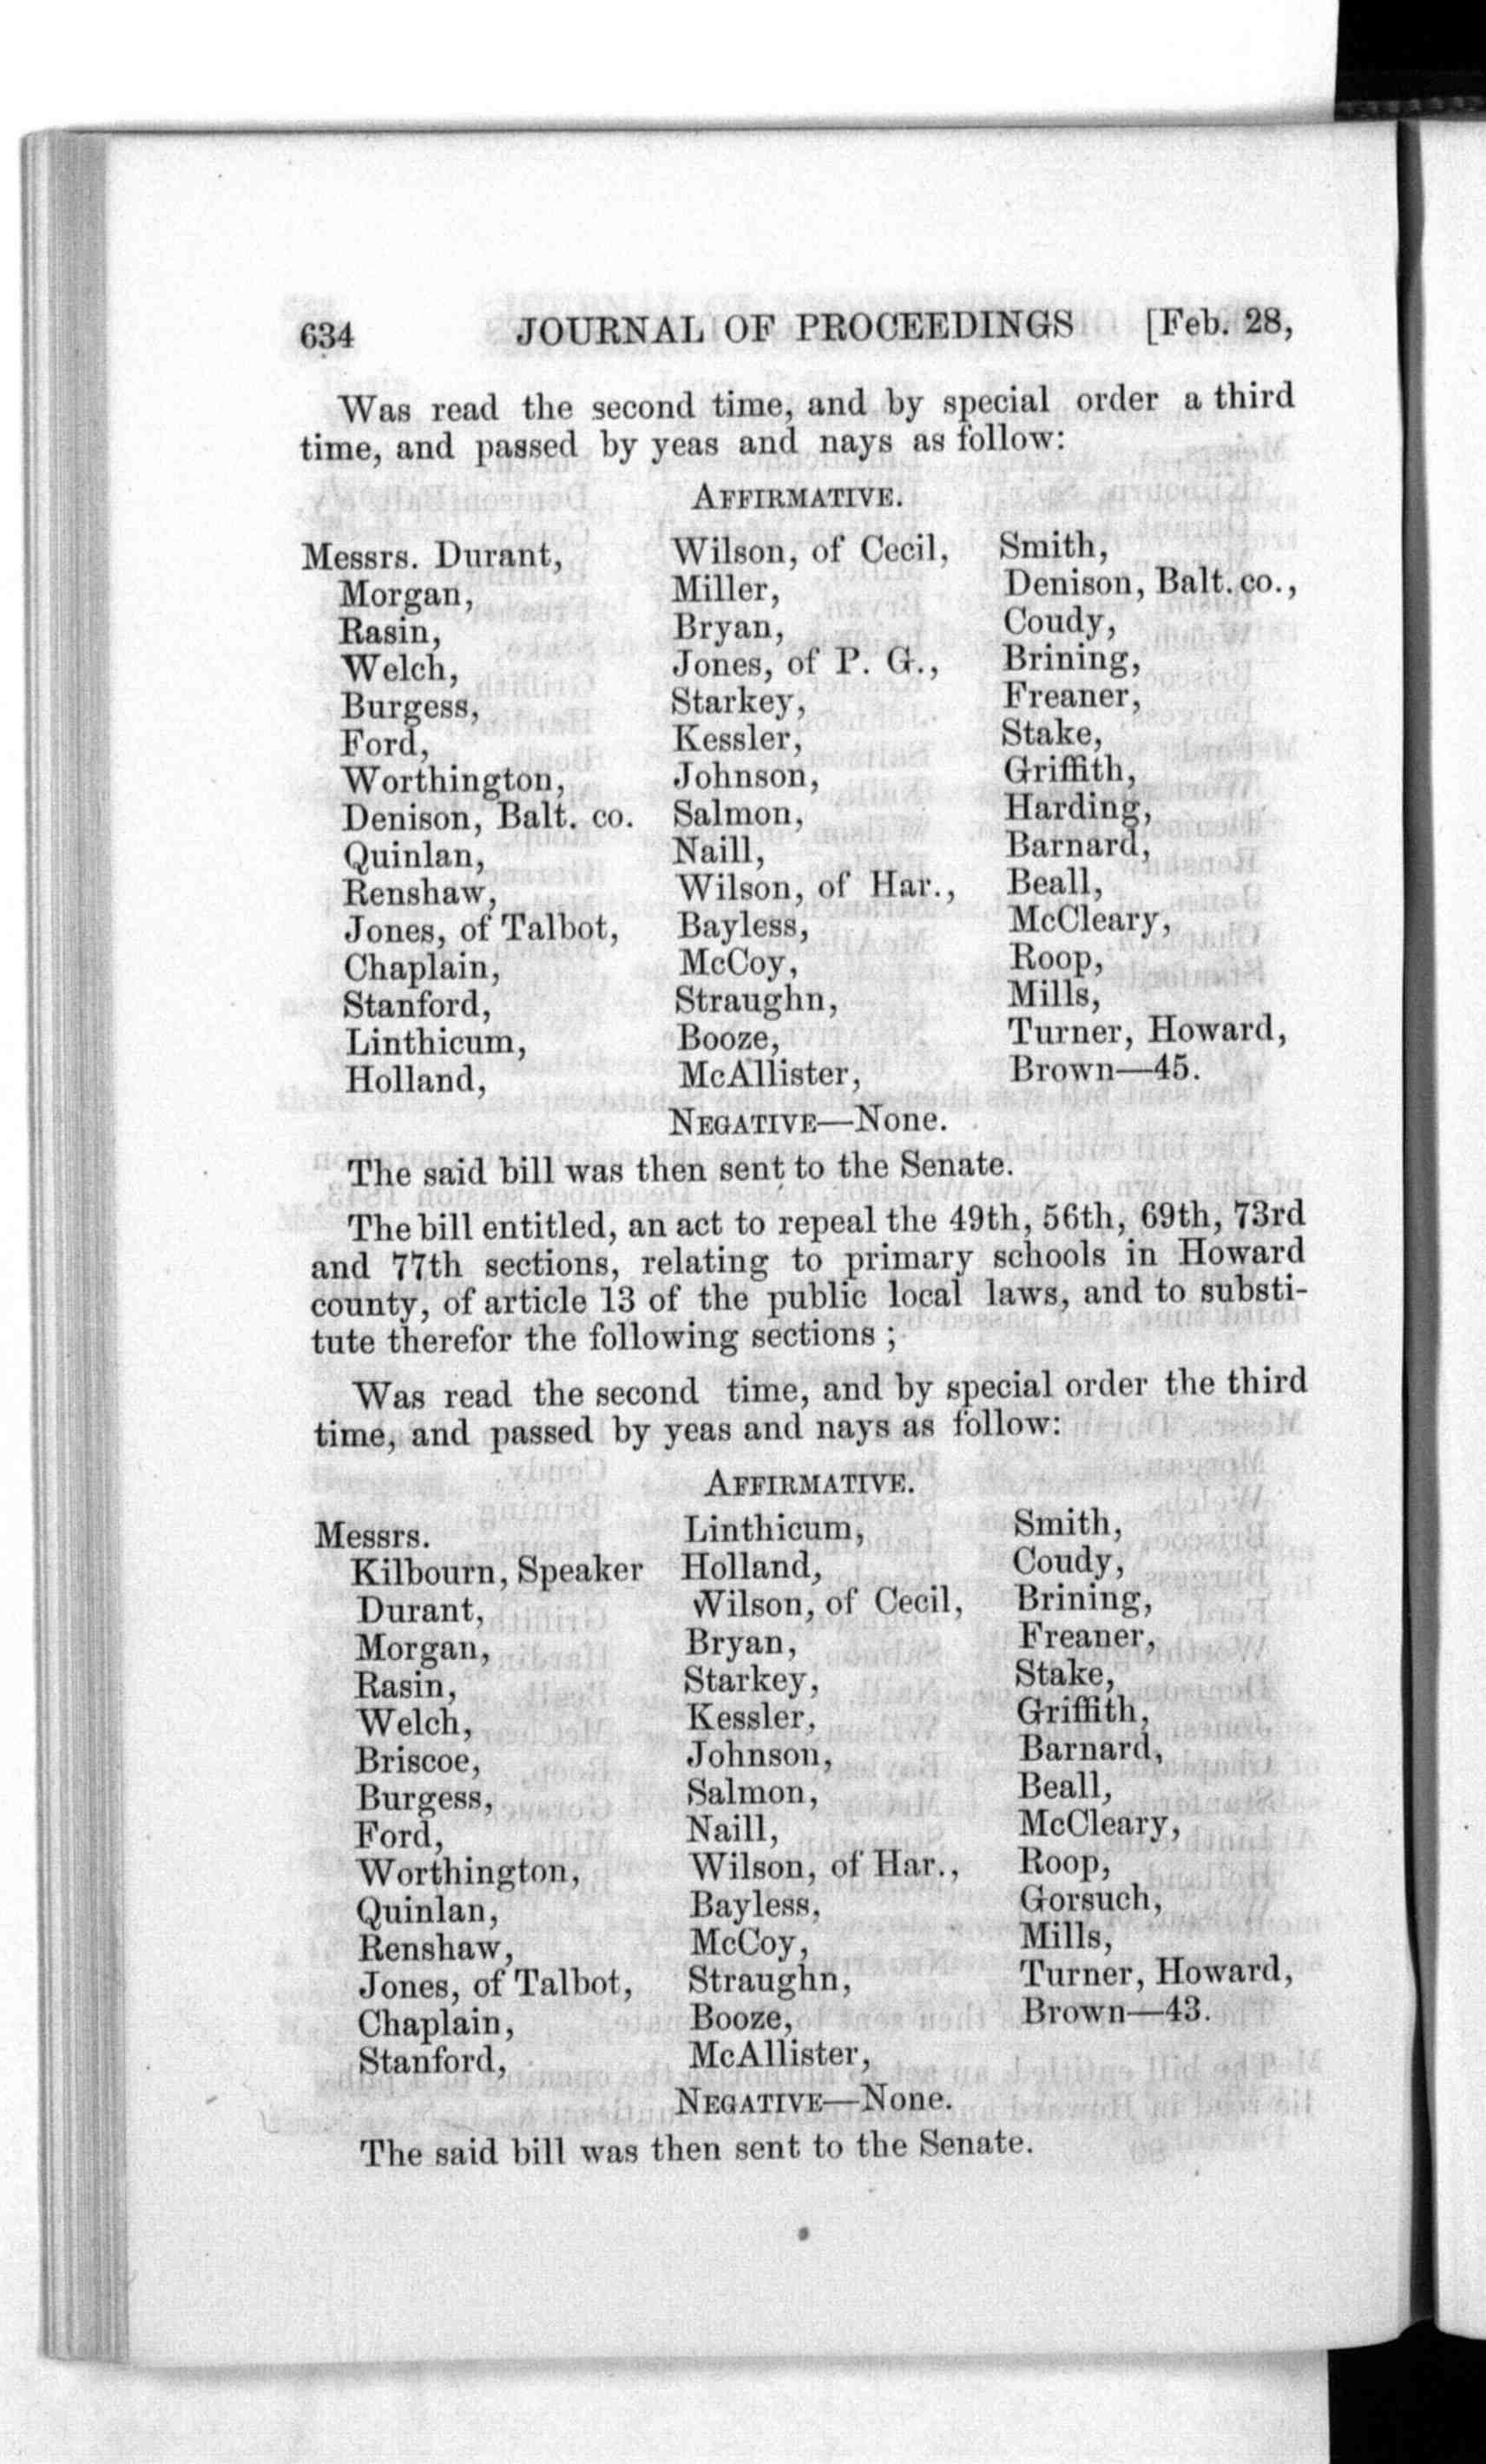 634 JOURNAL OF PROCEEDINGS [Feb. 28,
Was read the second time, and by special order a third
time, and passed by yeas and nays as follow:
AFFIRMATIVE.
Messrs. Durant, Wilson, of Cecil, Smith,
Morgan, Miller, Denison, Balt. co.,
Rasin, Bryan, Coudy,
Welch, Jones, of P. G., Brining,
Burgess, Starkey, Freaner,
Ford, Kessler, Stake,
Worthington, Johnson, Griffith,
Denison, Balt. co. Salmon, Harding,
Quinlan, Naill, Barnard,
Renshaw, Wilson, of Har., Beall,
Jones, of Talbot, Bayless, McCleary,
Chaplain, McCoy, Roop,
Stanford, Straughn, Mills,
Linthicum, Booze, Turner, Howard,
Holland, McAllister, Brown—45.
NEGATIVE—None.
The said bill was then sent to the Senate.
The bill entitled, an act to repeal the 49th, 56th, 69th, 73rd
and 77th sections, relating to primary schools in Howard
county, of article 13 of the public local laws, and to substi-
tute therefor the following sections ;
Was read the second time, and by special order the third
time, and passed by yeas and nays as follow:
AFFIRMATIVE.
Messrs. Linthicum, Smith,
Kilbourn, Speaker Holland, Coudy,
Durant, Wilson, of Cecil, Brining,
Morgan, Bryan, Freaner,
Rasin, Starkey, Stake,
Welch, Kessler, Griffith,
Briscoe, Johnson, Barnard,
Burgess, Salmon, Beall,
Ford, Naill, McCleary,
Worthington, Wilson, of Har., Roop,
Quinlan, Bayless, Gorsuch,
Renshaw, McCoy, Mills,
Jones, of Talbot, Straughn, Turner, Howard,
Chaplain, Booze, Brown—43.
Stanford, McAllister,
NEGATIVE—None.
The said bill was then sent to the Senate.